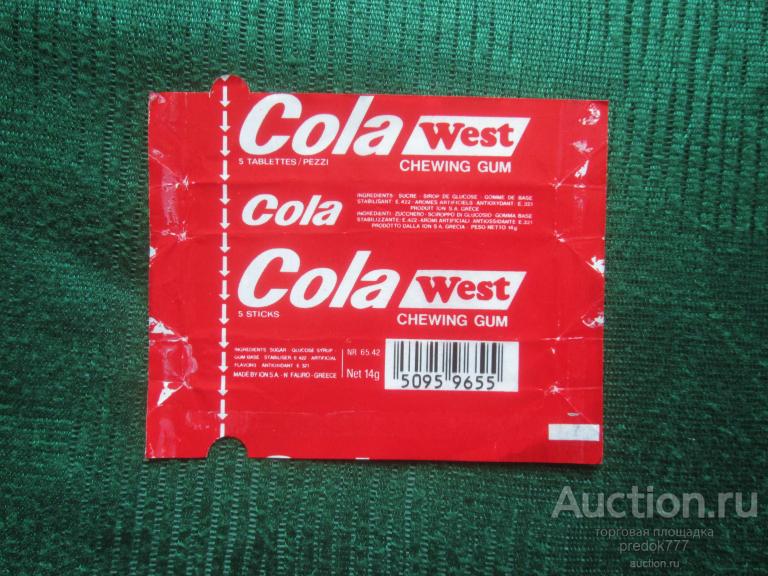 Cola West
5 TABLETTES/PEZZI
CHEWING GUM
Cola
INGREDIENTS: SUCRE - SIROP DE GLUCOSE - GOMME DE BASE
STABILISANT: E.422 - AROMES ARTIFICIELS ANTIOXYDANT: E.321
PRODUIT ION S.A. GRECE
INGREDIENTI: ZUCCHERO - SCIROPPO DI GLUCOSIO GOMMA BASE
STABILIZZANTE: E.422 - AROMI ARTIFICIALI ANTIOSSIDANTE E.321
PRODOTTO DALLA ION S.A. GRECIA - PESO NETTO 14g
Cola West
5 STICKS
CHEWING GUM
INGREDIENTS SUGAR - GLUCOSE SYRUP -
GUM BASE STABILISER E 422 - ARTIFICIAL
FLAVORS ANTIOXIDANT E 321
MADE BY ION S.A. - N FALIRO - GREECE
NR 65.42
Net 14g
5095 9655
Auction.ru
торговая площадка
predok777
auction.ru